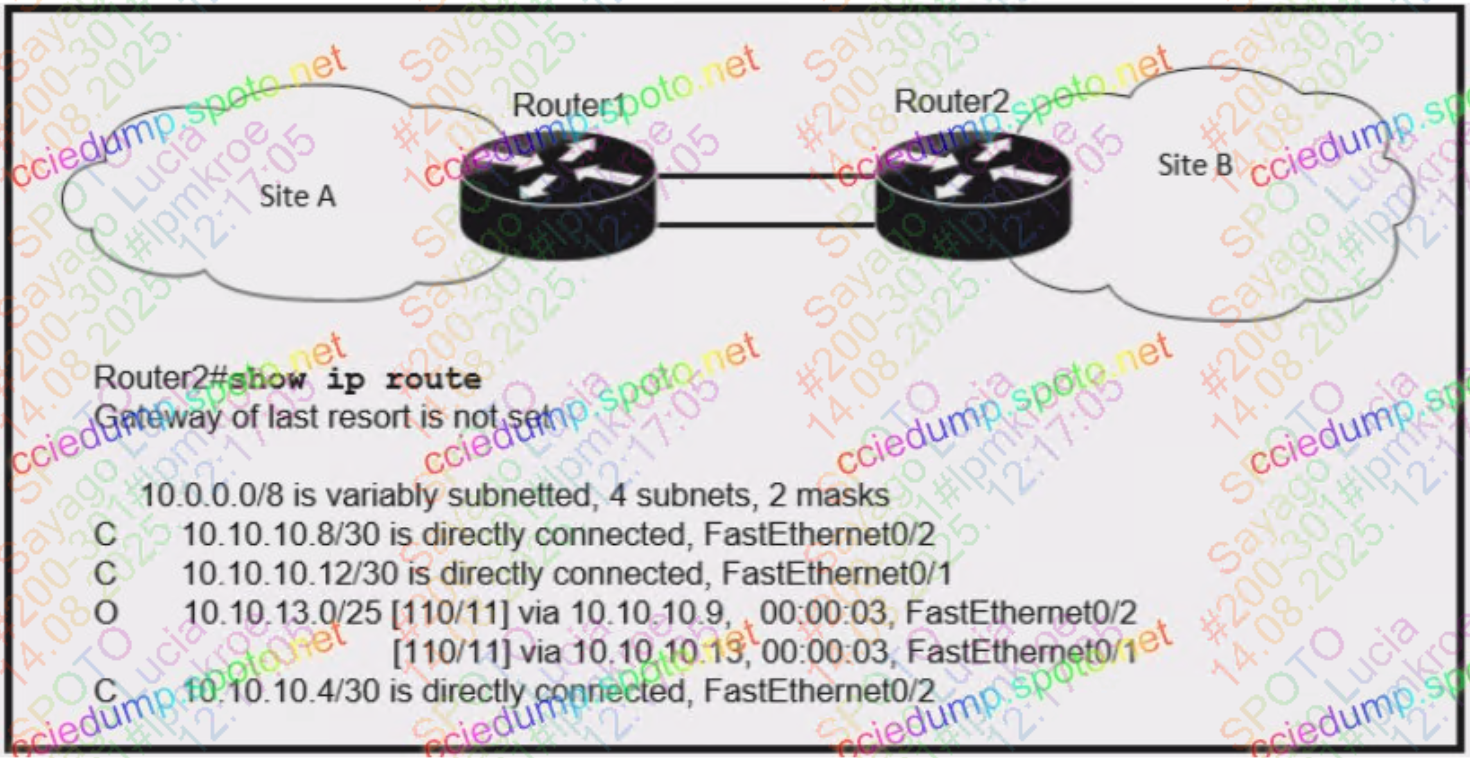 Router1
Router2
Site A
Site B
Router2#show ip route
Gateway of last resort is not set
10.0.0.0/8 is variably subnetted, 4 subnets, 2 masks
C 10.10.10.8/30 is directly connected, FastEthernet0/2
C 10.10.10.12/30 is directly connected, FastEthernet0/1
O 10.10.13.0/25 [110/11] via 10.10.10.9, 00:00:03, FastEthernet0/2
[110/11] via 10.10.10.13, 00:00:03, FastEthernet0/1
C 10.10.10.4/30 is directly connected, FastEthernet0/2
cciedump.spoto.net
SPOTO
Sayago Lucia
#200-301#lpmkroe
14.08.2025. 12:17:05